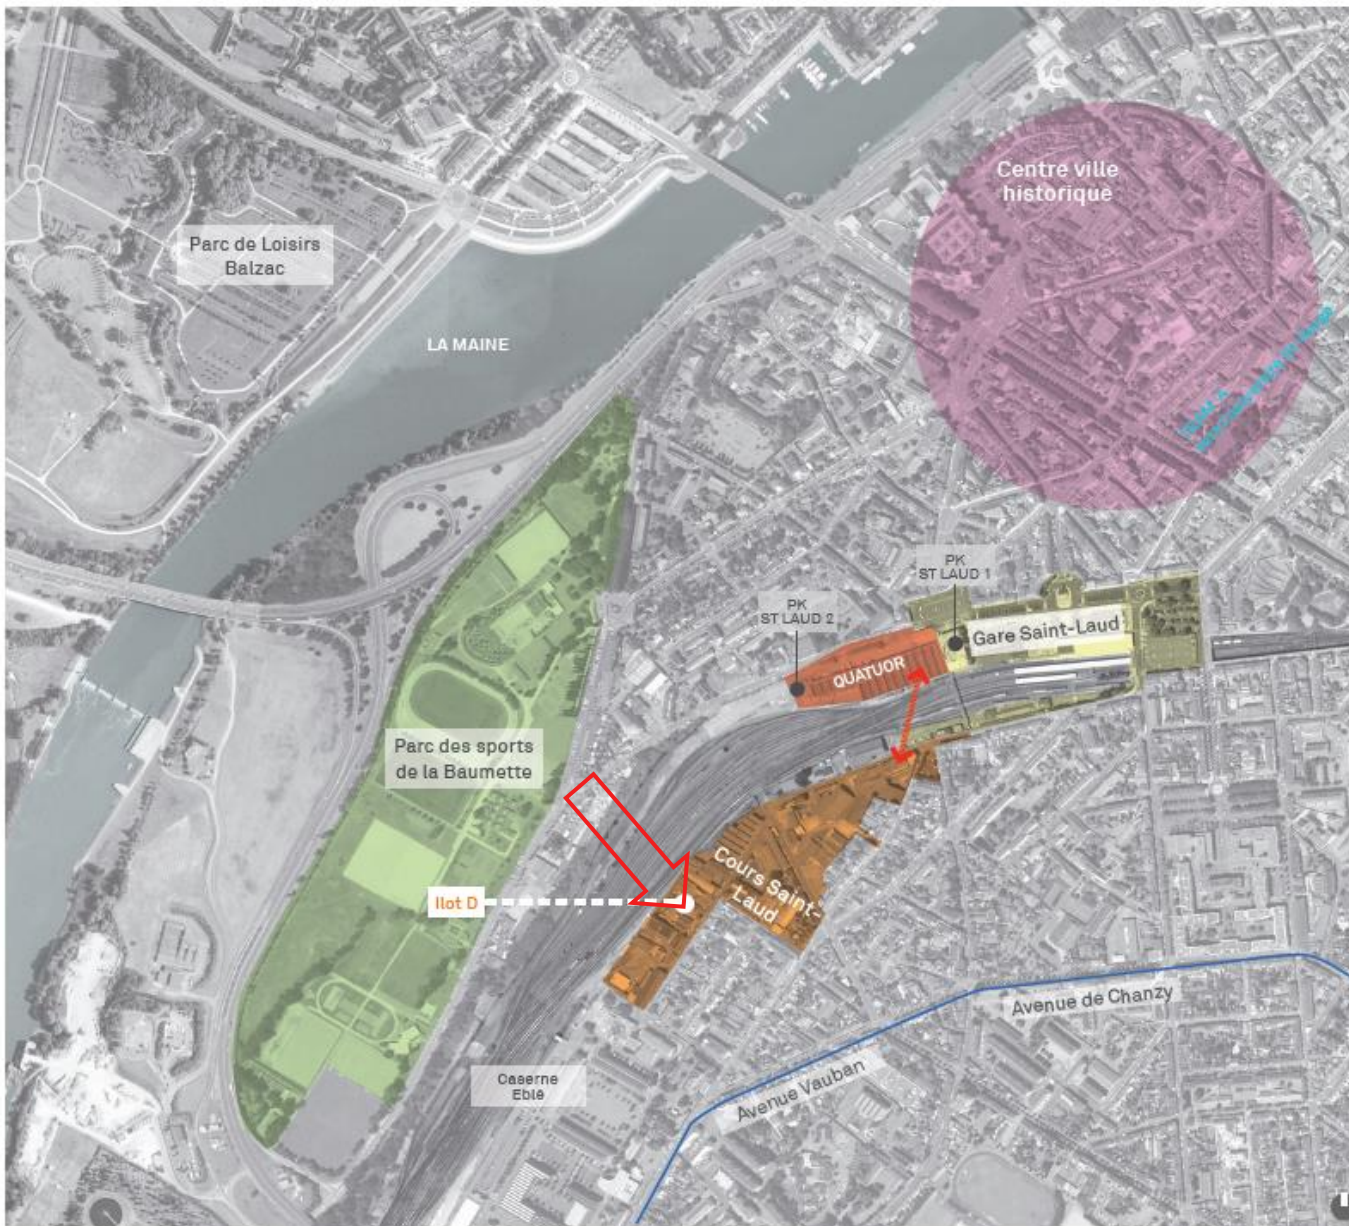 Centre ville
historique
Parc de Loisirs
Balzac
LA MAINE
PK
ST LAUD 1
PK
ST LAUD 2
Gare Saint-Laud
QUATUOR
Parc des sports
de la Baumette
Cours Saint-
Laud
Ilot D
Avenue de Chanzy
Caserne
Eblé
Avenue Vauban